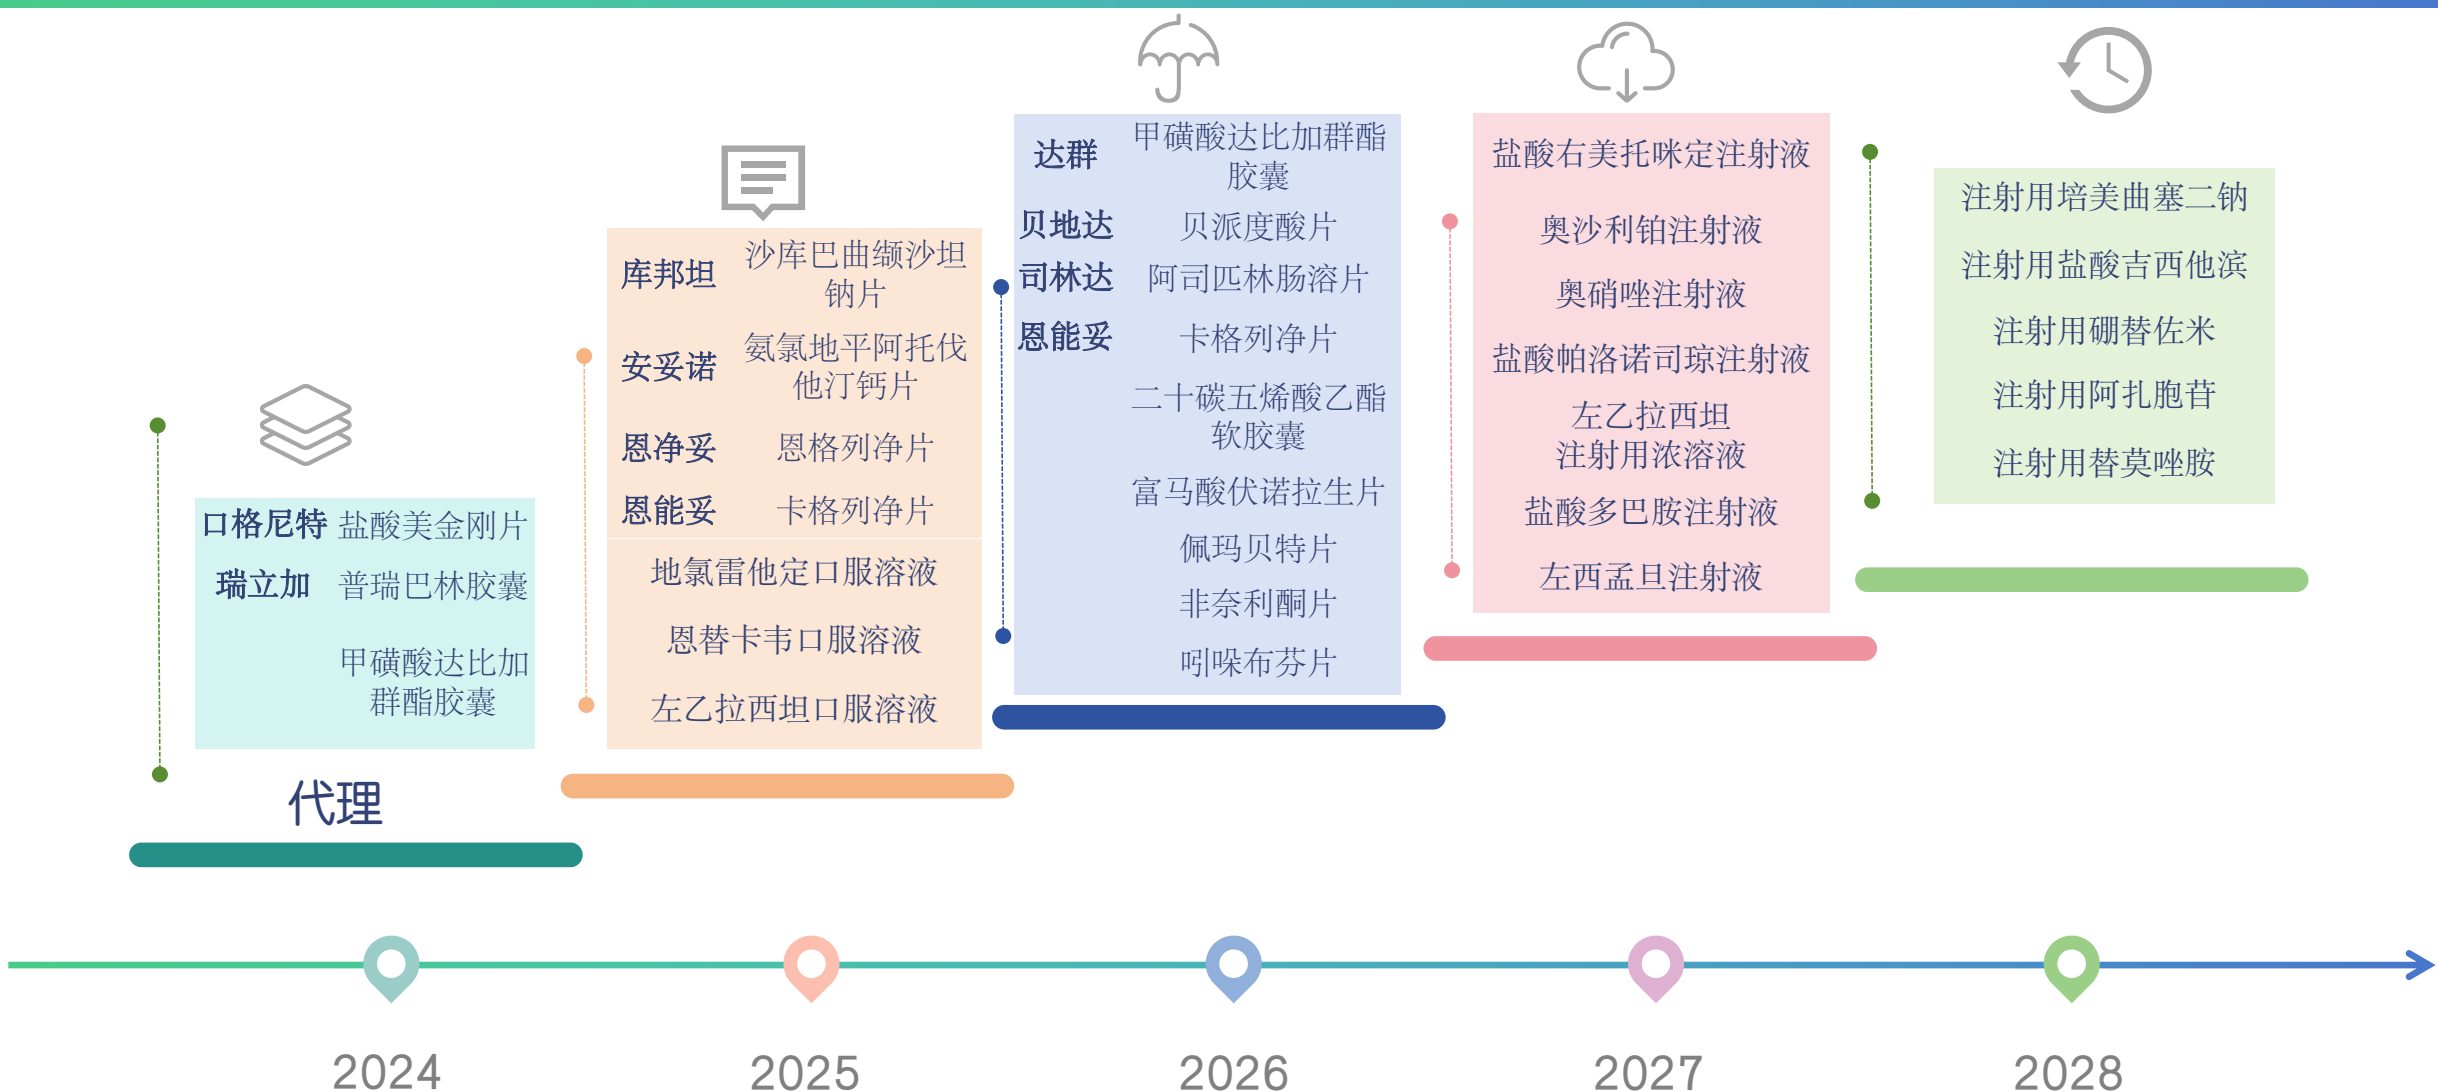 口格尼特 盐酸美金刚片
瑞立加 普瑞巴林胶囊
甲磺酸达比加
群酯胶囊
代理
库邦坦 沙库巴曲缬沙坦
钠片
安妥诺 氨氯地平阿托伐
他汀钙片
恩净妥 恩格列净片
恩能妥 卡格列净片
地氯雷他定口服溶液
恩替卡韦口服溶液
左乙拉西坦口服溶液
达群 甲磺酸达比加群酯
胶囊
贝地达 贝派度酸片
司林达 阿司匹林肠溶片
恩能妥 卡格列净片
二十碳五烯酸乙酯
软胶囊
富马酸伏诺拉生片
佩玛贝特片
非奈利酮片
吲哚布芬片
盐酸右美托咪定注射液
奥沙利铂注射液
奥硝唑注射液
盐酸帕洛诺司琼注射液
左乙拉西坦
注射用浓溶液
盐酸多巴胺注射液
左西孟旦注射液
注射用培美曲塞二钠
注射用盐酸吉西他滨
注射用硼替佐米
注射用阿扎胞苷
注射用替莫唑胺
2024
2025
2026
2027
2028